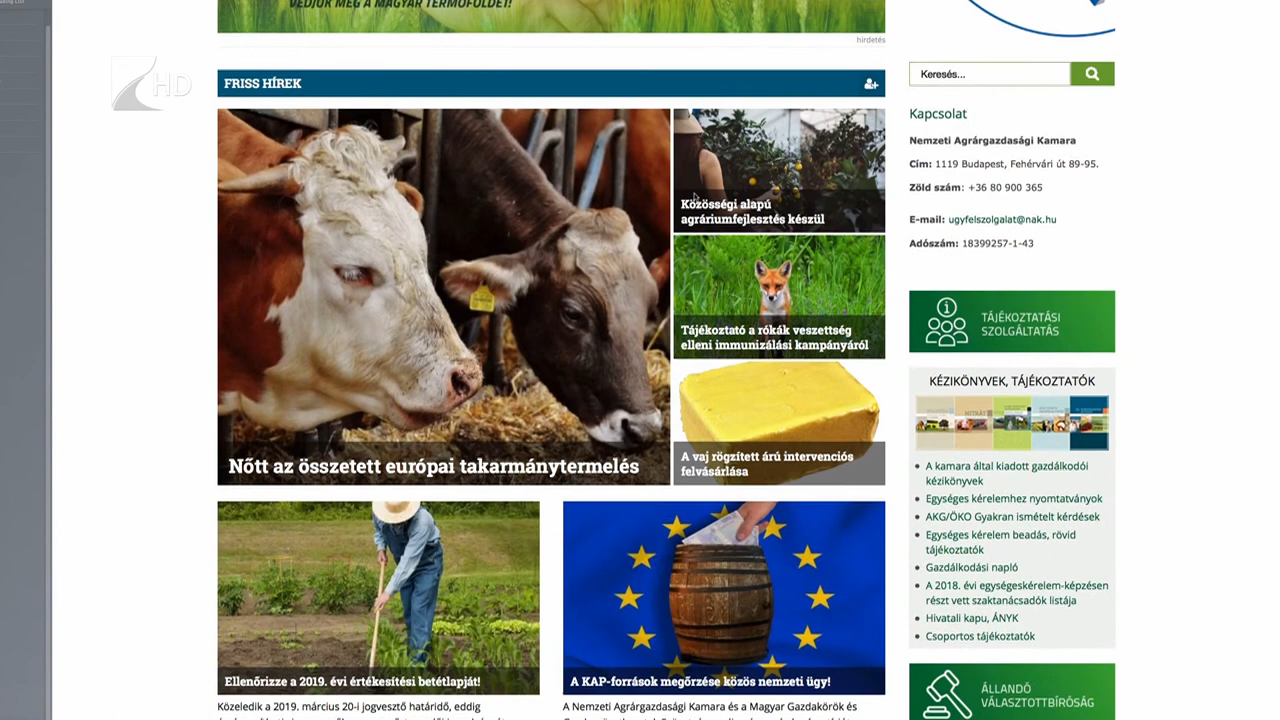 VÉDJÜK MEG A MAGYAR TERMŐFÖLDET!
hirdetés
HD
FRISS HÍREK
Közösségi alapú
agráriumfejlesztés készül
Tájékoztató a rókák veszettség
elleni immunizálási kampányáról
Nőtt az összetett európai takarmánytermelés
A vaj rögzített árú intervenciós
felvásárlása
Ellenőrizze a 2019. évi értékesítési betétlapját!
Közeledik a 2019. március 20-i jogvesztő határidő, eddig
A KAP-források megőrzése közös nemzeti ügy!
A Nemzeti Agrárgazdasági Kamara és a Magyar Gazdakörök és
Keresés...
Kapcsolat
Nemzeti Agrárgazdasági Kamara
Cím: 1119 Budapest, Fehérvári út 89-95.
Zöld szám: +36 80 900 365
E-mail: ugyfelszolgalat@nak.hu
Adószám: 18399257-1-43
TÁJÉKOZTATÁSI
SZOLGÁLTATÁS
KÉZIKÖNYVEK, TÁJÉKOZTATÓK
A kamara által kiadott gazdálkodói
kézikönyvek
Egységes kérelemhez nyomtatványok
AKG/ÖKO Gyakran ismételt kérdések
Egységes kérelem beadás, rövid
tájékoztatók
Gazdálkodási napló
A 2018. évi egységeskérelem-képzésen
részt vett szaktanácsadók listája
Hivatali kapu, ÁNYK
Csoportos tájékoztatók
ÁLLANDÓ
VÁLASZTOTTBÍRÓSÁG